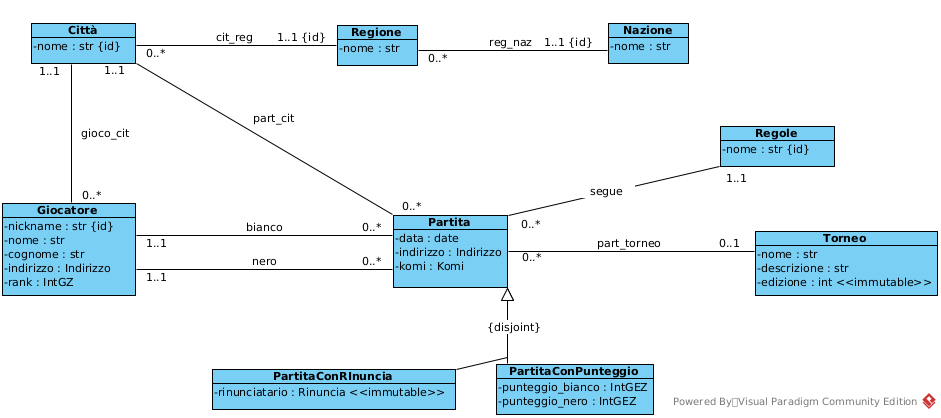 Città
-nome : str {id}
cit_reg
1..1 {id}
0..*
Regione
-nome : str
reg_naz
1..1 {id}
0..*
Nazione
-nome : str
1..1
1..1
gioco_cit
part_cit
Regole
-nome : str {id}
1..1
segue
0..*
0..*
0..*
Giocatore
-nickname : str {id}
-nome : str
-cognome : str
-indirizzo : Indirizzo
-rank : IntGZ
bianco
1..1
0..*
nero
1..1
0..*
Partita
-data : date
-indirizzo : Indirizzo
-komi : Komi
part_torneo
0..*
0..1
Torneo
-nome : str
-descrizione : str
-edizione : int <<immutable>>
{disjoint}
PartitaConRInuncia
-rinunciatario : Rinuncia <<immutable>>
PartitaConPunteggio
-punteggio_bianco : IntGEZ
-punteggio_nero : IntGEZ
Powered By Visual Paradigm Community Edition